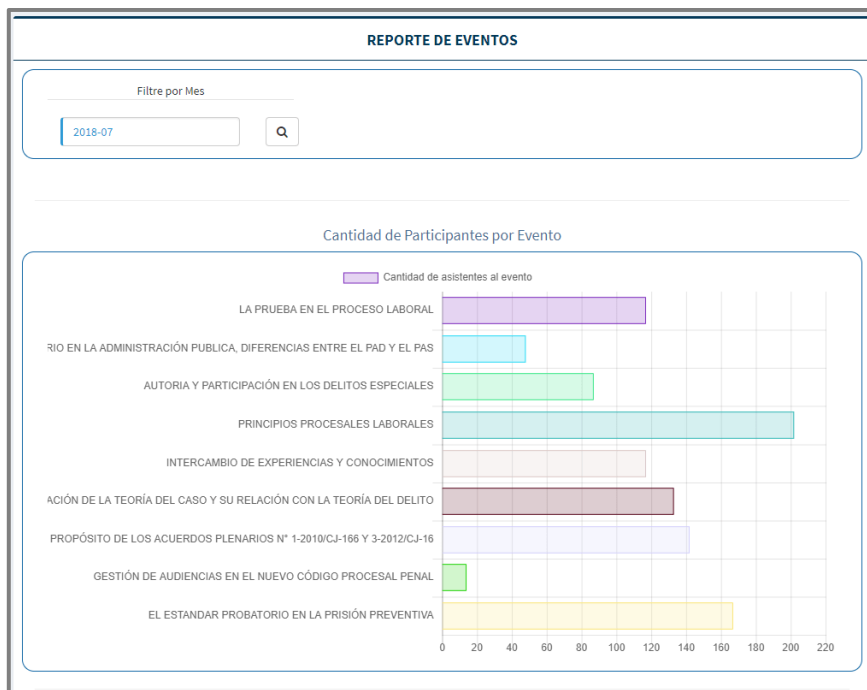 REPORTE DE EVENTOS
Filtre por Mes
2018-07
Cantidad de Participantes por Evento
Cantidad de asistentes al evento
LA PRUEBA EN EL PROCESO LABORAL
RIO EN LA ADMINISTRACIÓN PUBLICA, DIFERENCIAS ENTRE EL PAD Y EL PAS
AUTORIA Y PARTICIPACIÓN EN LOS DELITOS ESPECIALES
PRINCIPIOS PROCESALES LABORALES
INTERCAMBIO DE EXPERIENCIAS Y CONOCIMIENTOS
ACIÓN DE LA TEORÍA DEL CASO Y SU RELACIÓN CON LA TEORÍA DEL DELITO
PROPÓSITO DE LOS ACUERDOS PLENARIOS N° 1-2010/CJ-166 Y 3-2012/CJ-16
GESTIÓN DE AUDIENCIAS EN EL NUEVO CÓDIGO PROCESAL PENAL
EL ESTANDAR PROBATORIO EN LA PRISIÓN PREVENTIVA
0 20 40 60 80 100 120 140 160 180 200 220